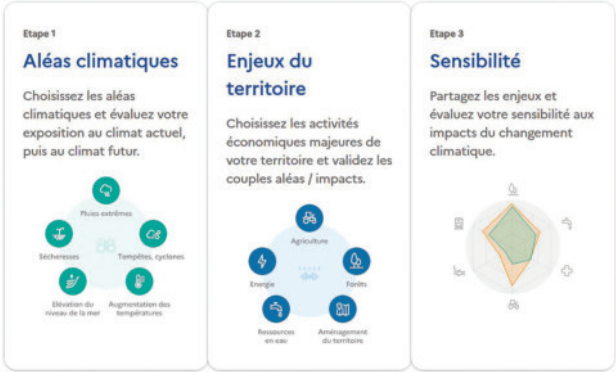 Etape 1
Aléas climatiques
Choisissez les aléas
climatiques et évaluez votre
exposition au climat actuel,
puis au climat futur.
Pluies extrêmes
Sécheresses
Tempêtes, cyclones
Elévation du
niveau de la mer
Augmentation des
températures
Etape 2
Enjeux du
territoire
Choisissez les activités
économiques majeures de
votre territoire et validez les
couples aléas / impacts.
Agriculture
Energie
Forêts
Ressources
en eau
Aménagement
du territoire
Etape 3
Sensibilité
Partagez les enjeux et
évaluez votre sensibilité aux
impacts du changement
climatique.